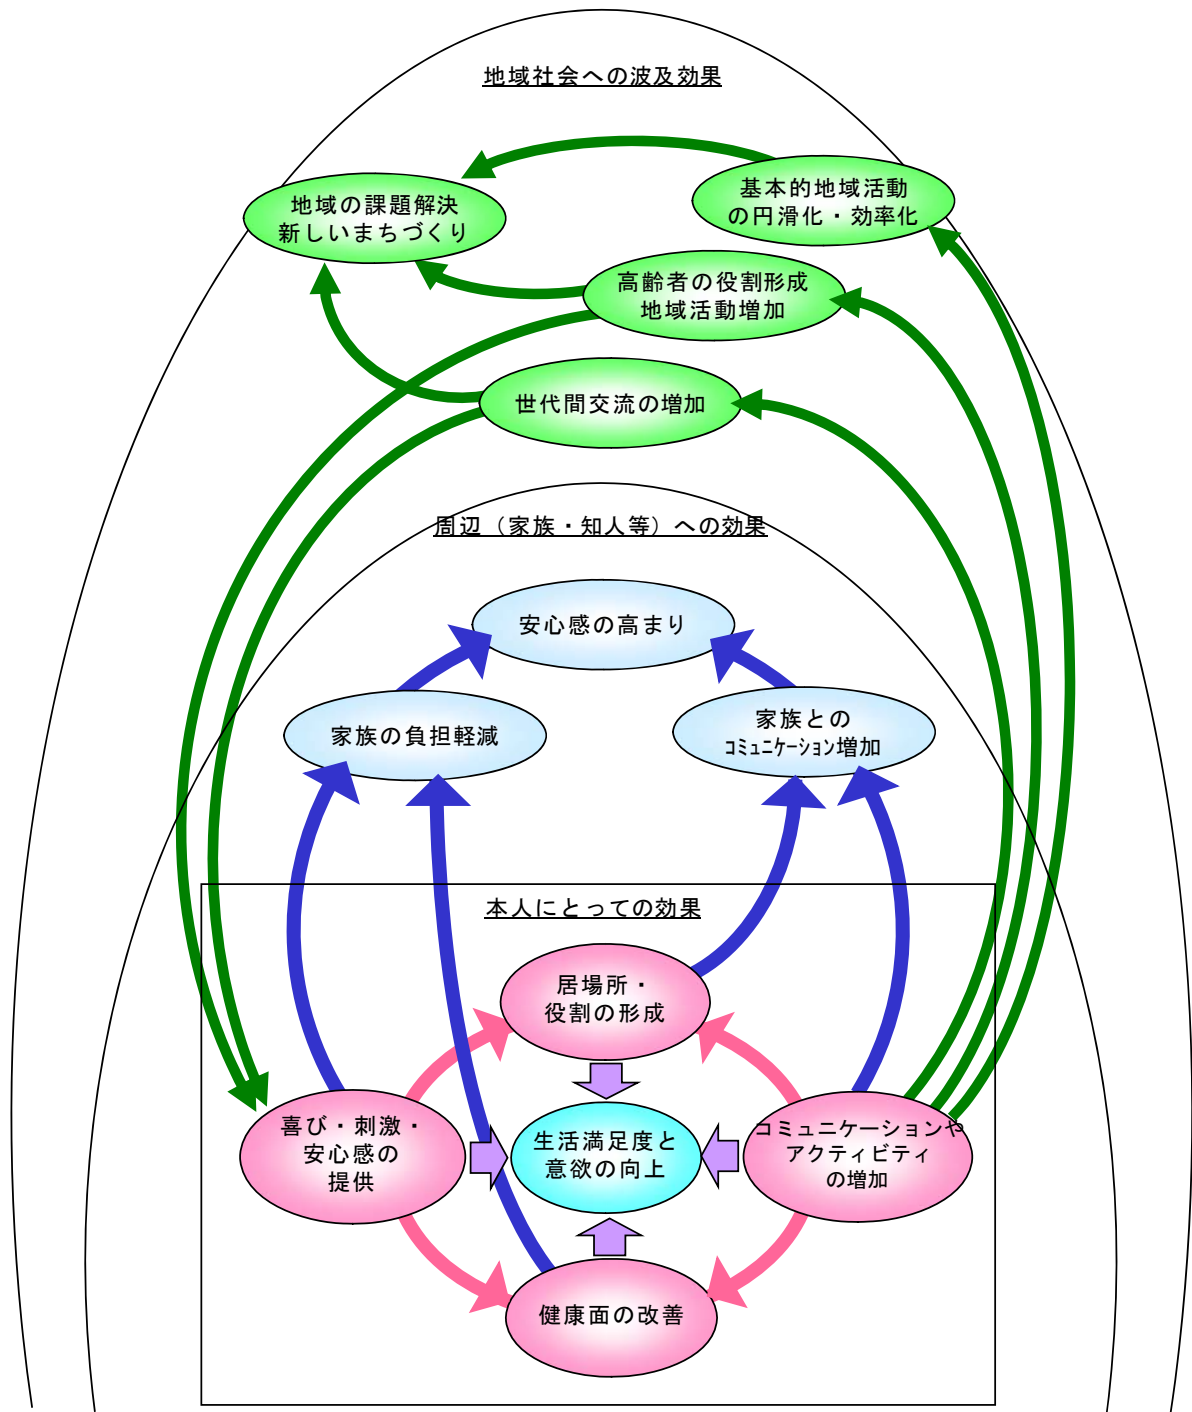 地域社会への波及効果
基本的地域活動
の円滑化・効率化
地域の課題解決
新しいまちづくり
高齢者の役割形成
地域活動増加
世代間交流の増加
周辺（家族・知人等）への効果
安心感の高まり
家族の負担軽減
家族との
ｺﾐｭﾆｹｰｼｮﾝ増加
本人にとっての効果
居場所・
役割の形成
喜び・刺激・
安心感の
提供
生活満足度と
意欲の向上
コミュニケーションや
アクティビティ
の増加
健康面の改善